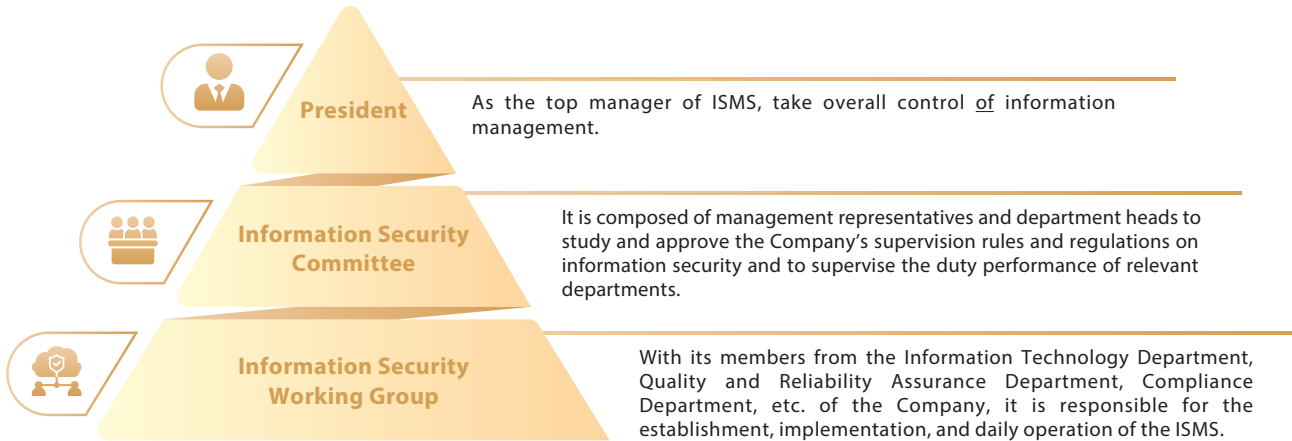 President
As the top manager of ISMS, take overall control of information
management.
Information Security
Committee
It is composed of management representatives and department heads to
study and approve the Company’s supervision rules and regulations on
information security and to supervise the duty performance of relevant
departments.
Information Security
Working Group
With its members from the Information Technology Department,
Quality and Reliability Assurance Department, Compliance
Department, etc. of the Company, it is responsible for the
establishment, implementation, and daily operation of the ISMS.